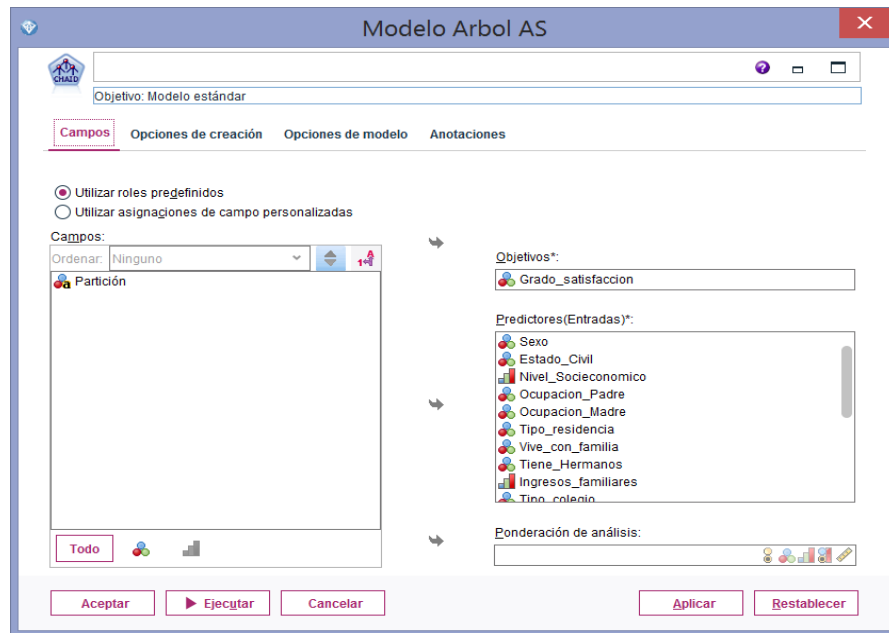 Modelo Arbol AS
CHAID
Objetivo: Modelo estándar
Campos Opciones de creación Opciones de modelo Anotaciones
Utilizar roles predefinidos
Utilizar asignaciones de campo personalizadas
Campos:
Ordenar: Ninguno
Partición
Todo
Objetivos*:
Grado_satisfaccion
Predictores(Entradas)*:
Sexo
Estado_Civil
Nivel_Socieconomico
Ocupacion_Padre
Ocupacion_Madre
Tipo_residencia
Vive_con_familia
Tiene_Hermanos
Ingresos_familiares
Tipo_colegio
Ponderación de análisis:
Aceptar Ejecutar Cancelar Aplicar Restablecer